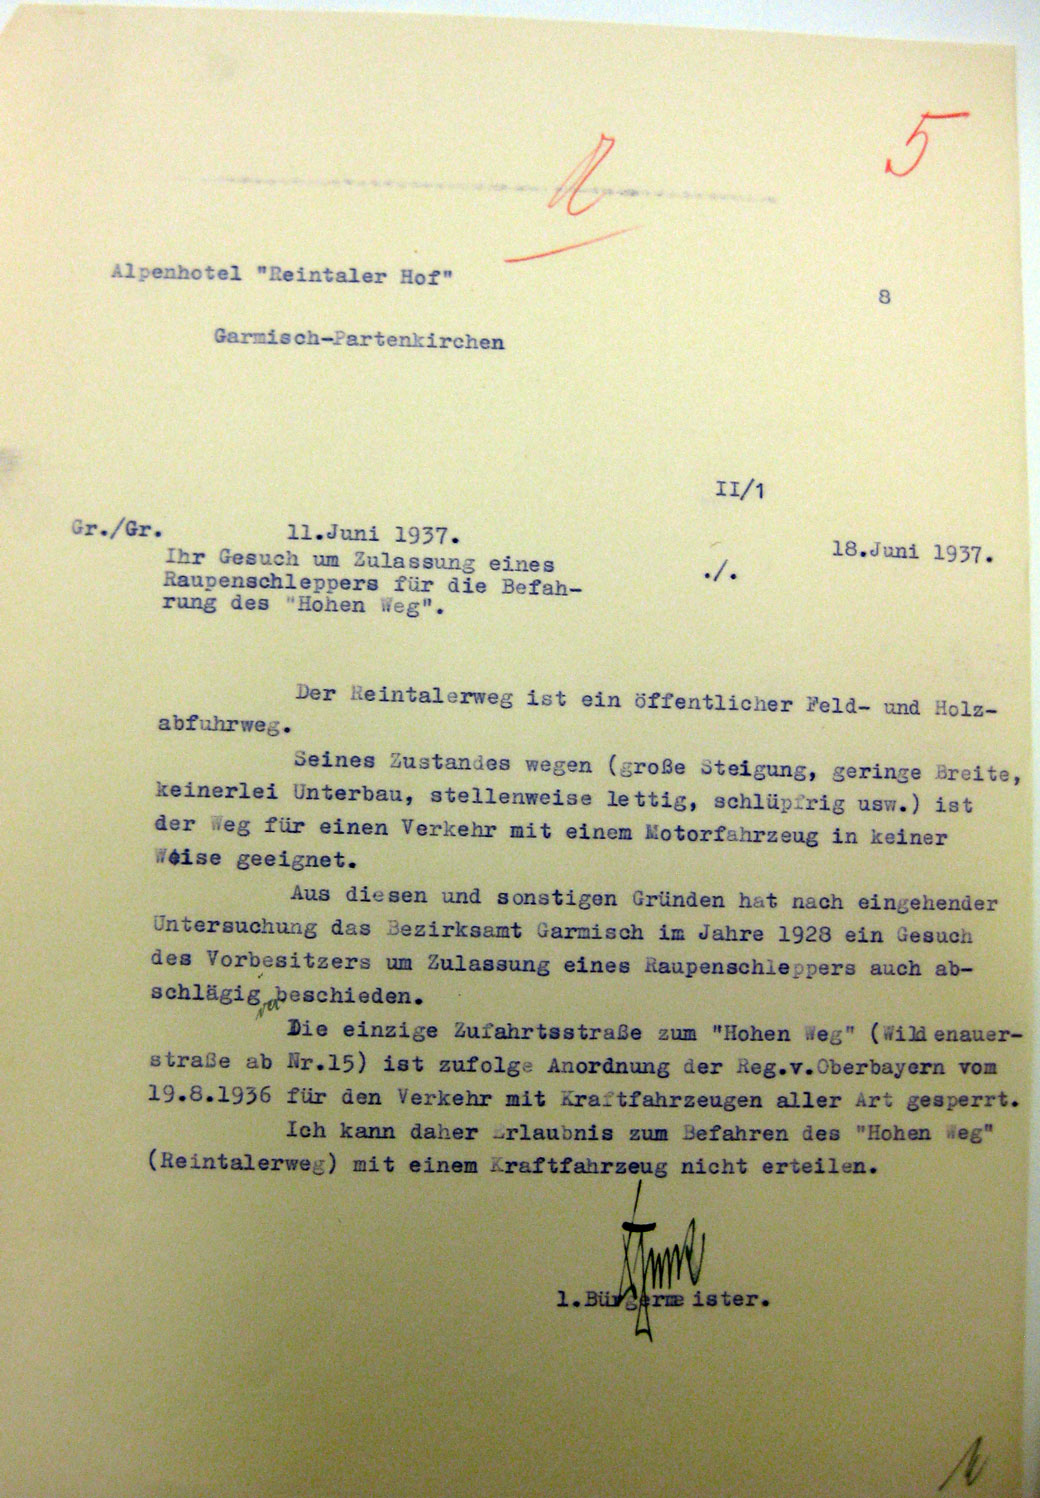 5
Alpenhotel "Reintaler Hof"
8
Garmisch-Partenkirchen
II/1
Gr./Gr. 11.Juni 1937.
18.Juni 1937.
Ihr Gesuch um Zulassung eines
Raupenschleppers für die Befah-
rung des "Hohen Weg".
./.
Der Reintalerweg ist ein öffentlicher Feld- und Holz-
abfuhrweg.
Seines Zustandes wegen (große Steigung, geringe Breite,
keinerlei Unterbau, stellenweise lettig, schlüpfrig usw.) ist
der Weg für einen Verkehr mit einem Motorfahrzeug in keiner
Weise geeignet.
Aus diesen und sonstigen Gründen hat nach eingehender
Untersuchung das Bezirksamt Garmisch im Jahre 1928 ein Gesuch
des Vorbesitzers um Zulassung eines Raupenschleppers auch ab-
schlägig beschieden.
Die einzige Zufahrtsstraße zum "Hohen Weg" (Wildenauer-
straße ab Nr.15) ist zufolge Anordnung der Reg.v.Oberbayern vom
19.8.1936 für den Verkehr mit Kraftfahrzeugen aller Art gesperrt.
Ich kann daher Erlaubnis zum Befahren des "Hohen Weg"
(Reintalerweg) mit einem Kraftfahrzeug nicht erteilen.
1.Bürgermeister.